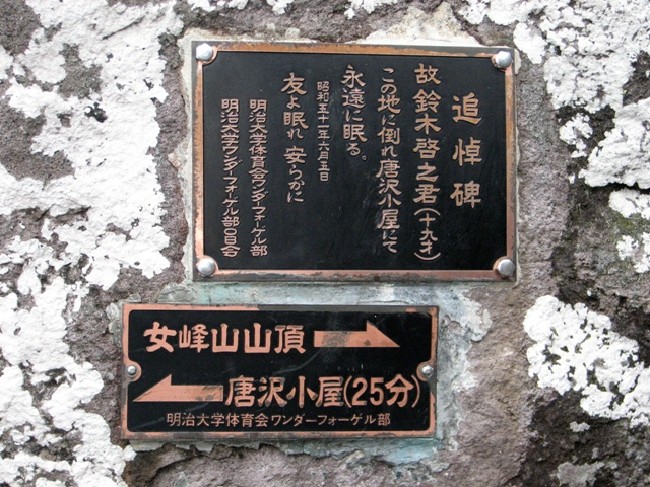 追悼碑
故 鈴木啓之君(十九才)
この地に倒れ唐沢小屋にて
永遠に眠る。
昭和五十一年六月五日
友よ眠れ 安らかに
明治大学体育会ワンダーフォーゲル部
明治大学ワンダーフォーゲル部OB会
女峰山山頂
唐沢小屋(25分)
明治大学体育会ワンダーフォーゲル部